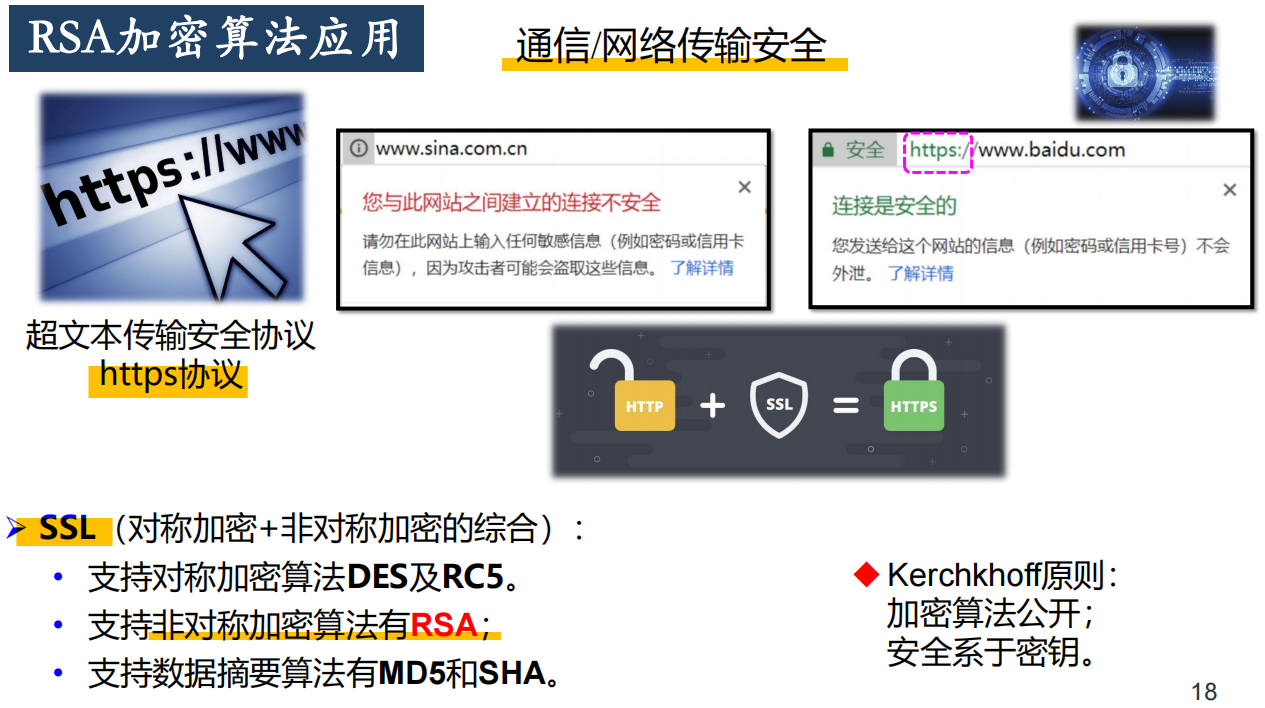 RSA加密算法应用
通信/网络传输安全
https://www
www.sina.com.cn
您与此网站之间建立的连接不安全
请勿在此网站上输入任何敏感信息（例如密码或信用卡
信息），因为攻击者可能会盗取这些信息。 了解详情
安全 https://www.baidu.com
连接是安全的
您发送给这个网站的信息（例如密码或信用卡号）不会
外泄。 了解详情
超文本传输安全协议
https协议
HTTP + SSL = HTTPS
SSL（对称加密+非对称加密的综合）：
支持对称加密算法DES及RC5。
支持非对称加密算法有RSA；
支持数据摘要算法有MD5和SHA。
Kerchkhoff原则：
加密算法公开；
安全系于密钥。
18